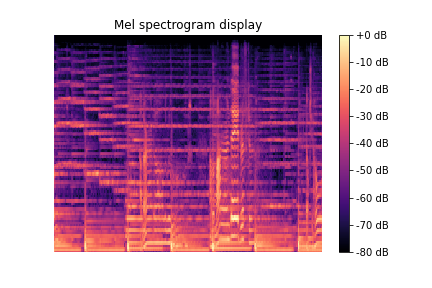 Mel spectrogram display
+0 dB
-10 dB
-20 dB
-30 dB
-40 dB
-50 dB
-60 dB
-70 dB
-80 dB